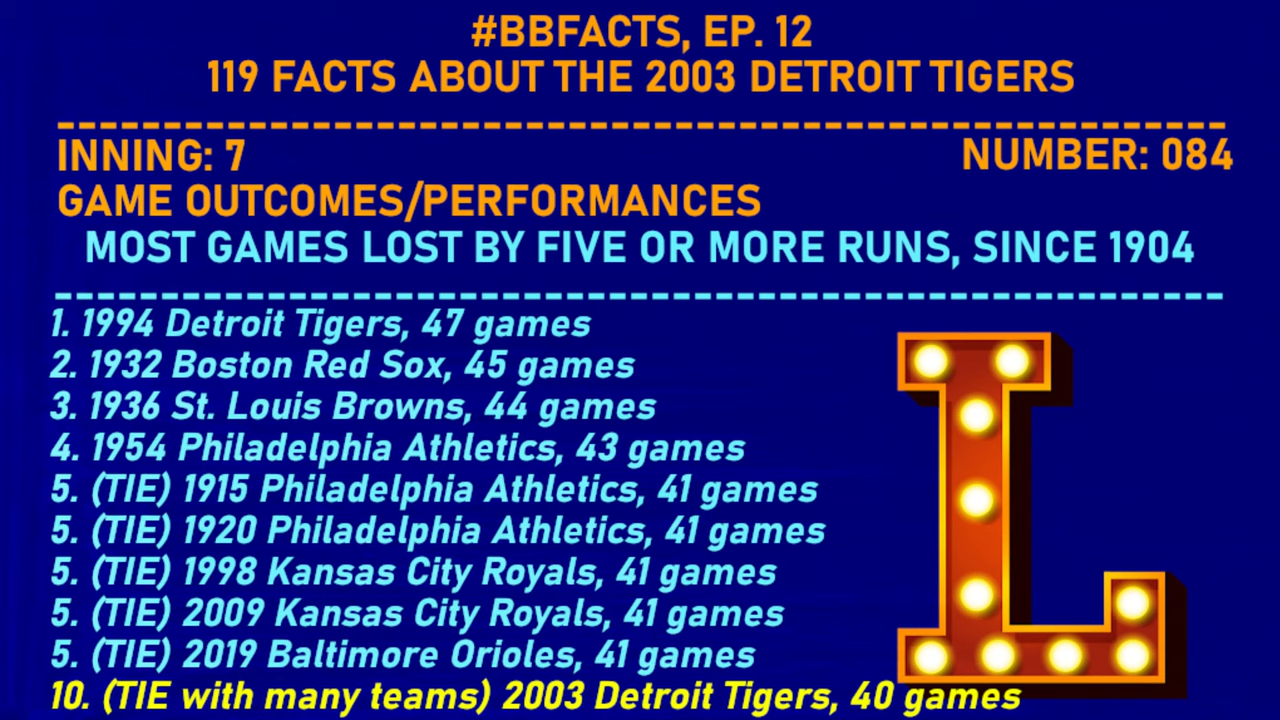 #BBFACTS, EP. 12
119 FACTS ABOUT THE 2003 DETROIT TIGERS
INNING: 7 NUMBER: 084
GAME OUTCOMES/PERFORMANCES
MOST GAMES LOST BY FIVE OR MORE RUNS, SINCE 1904
1. 1994 Detroit Tigers, 47 games
2. 1932 Boston Red Sox, 45 games
3. 1936 St. Louis Browns, 44 games
4. 1954 Philadelphia Athletics, 43 games
5. (TIE) 1915 Philadelphia Athletics, 41 games
5. (TIE) 1920 Philadelphia Athletics, 41 games
5. (TIE) 1998 Kansas City Royals, 41 games
5. (TIE) 2009 Kansas City Royals, 41 games
5. (TIE) 2019 Baltimore Orioles, 41 games
10. (TIE with many teams) 2003 Detroit Tigers, 40 games
L